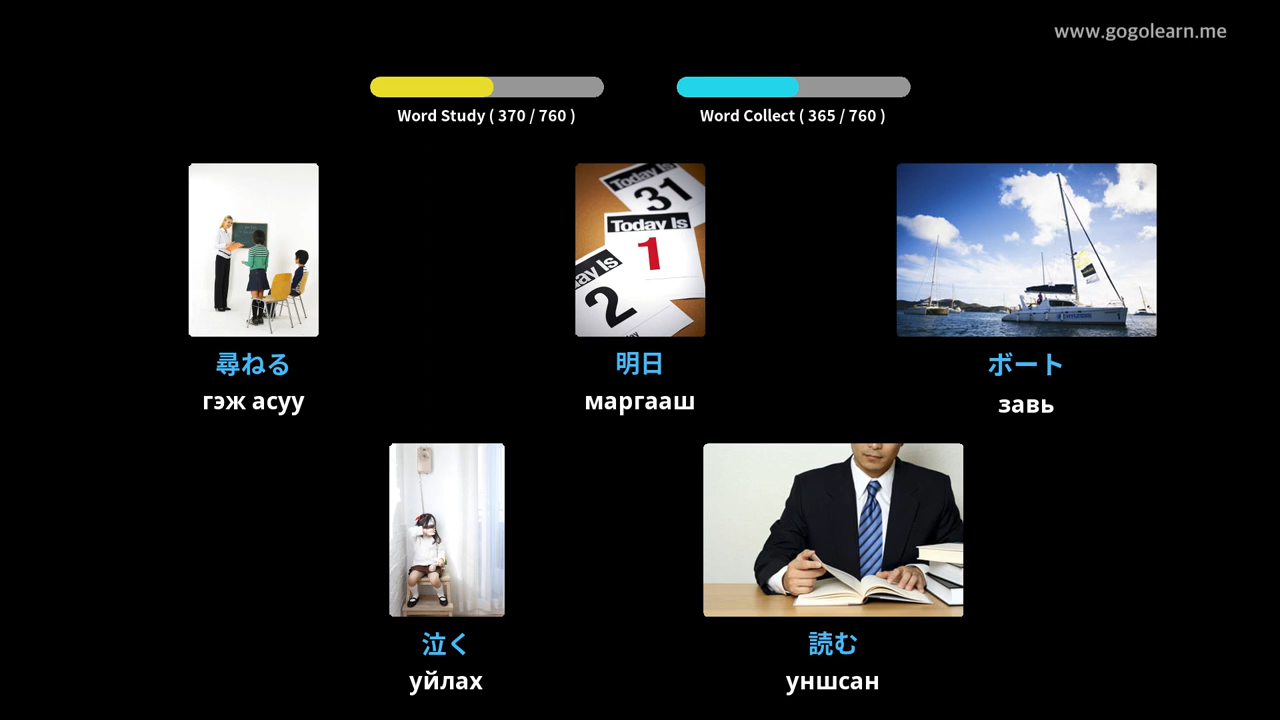 www.gogolearn.me
Word Study ( 370 / 760 )
Word Collect ( 365 / 760 )
Today Is
31
Today Is
1
day Is
2
尋ねる
明日
ボート
гэж асуу
маргааш
завь
泣く
読む
уйлах
уншсан